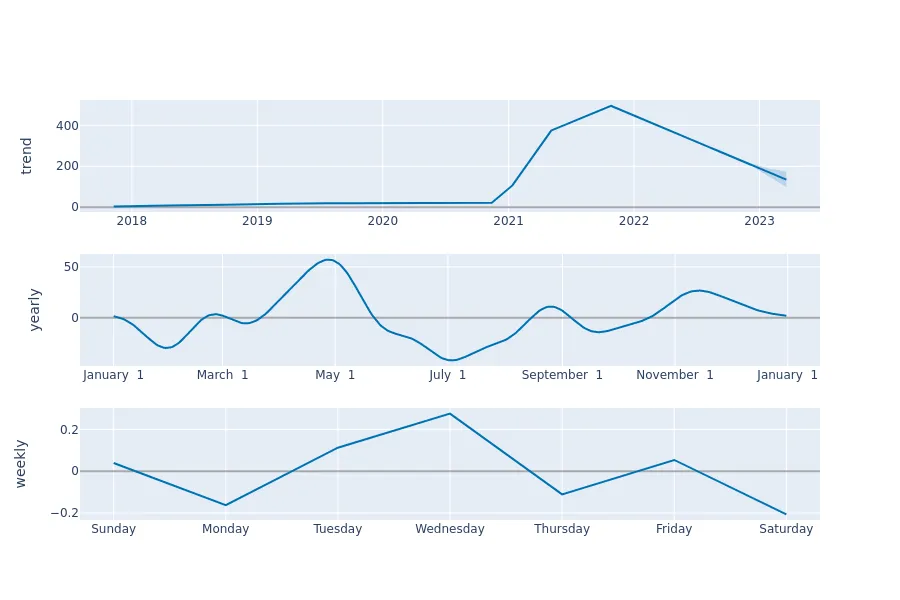 trend
400
200
0
2018 2019 2020 2021 2022 2023
yearly
50
0
January 1 March 1 May 1 July 1 September 1 November 1 January 1
weekly
0.2
0
−0.2
Sunday Monday Tuesday Wednesday Thursday Friday Saturday